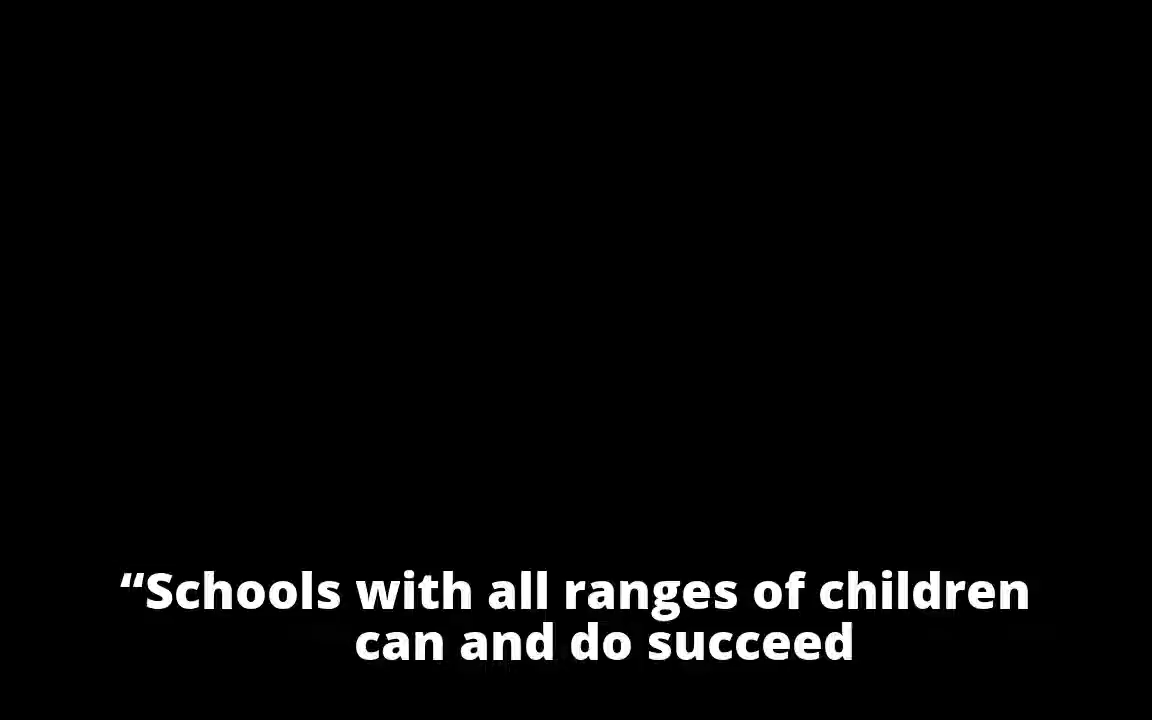 “Schools with all ranges of children
can and do succeed